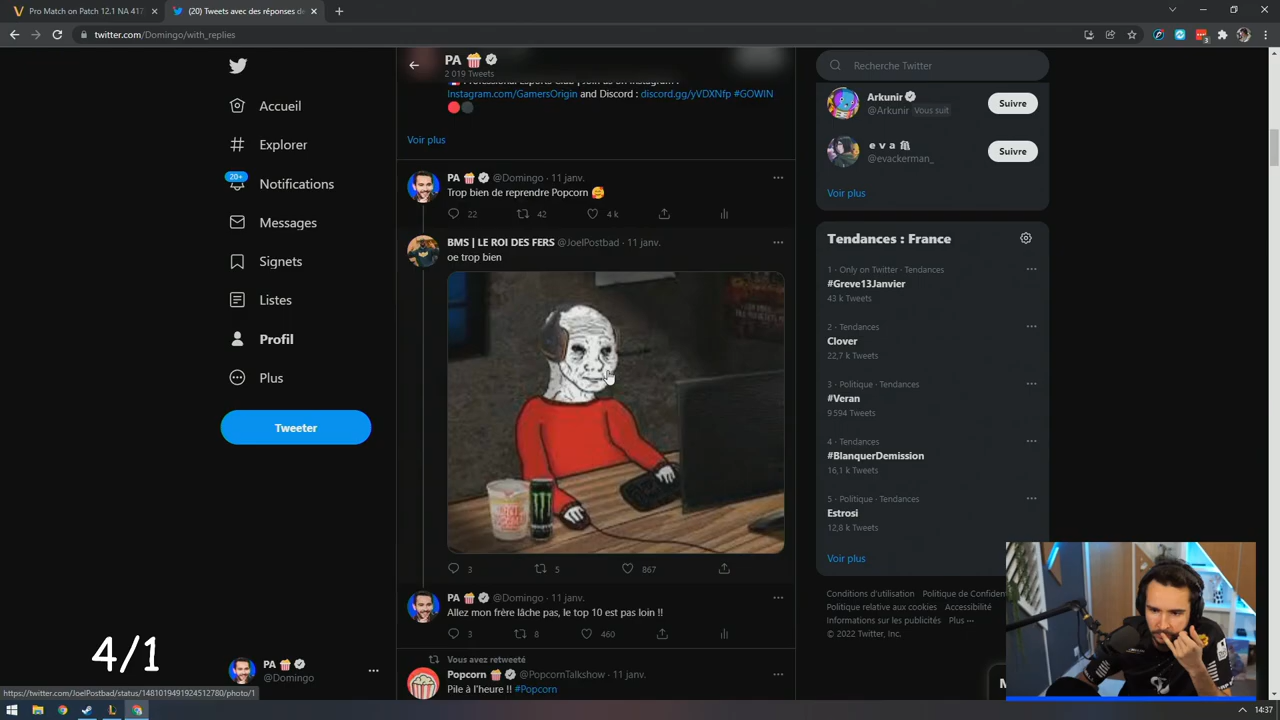 Pro Match on Patch 12.1 NA 417
(20) Tweets avec des réponses de
twitter.com/Domingo/with_replies
PA
2 019 Tweets
Instagram.com/GamersOrigin and Discord : discord.gg/yVDXNfp #GOWIN
Voir plus
Accueil
Explorer
20+
Notifications
Messages
Signets
Listes
Profil
Plus
Tweeter
PA @Domingo · 11 janv.
Trop bien de reprendre Popcorn 🥰
22 42 4 k
BMS | LE ROI DES FERS @JoelPostbad · 11 janv.
oe trop bien
3 5 867
PA @Domingo · 11 janv.
Allez mon frère lâche pas, le top 10 est pas loin !!
3 8 460
Vous avez retweeté
Popcorn @PopcornTalkshow · 11 janv.
Pile à l'heure !! #Popcorn
Recherche Twitter
Arkunir
@Arkunir Vous suit
Suivre
e v a
@evackerman_
Suivre
Voir plus
Tendances : France
1 · Only on Twitter · Tendances
#Greve13Janvier
43 k Tweets
2 · Tendances
Clover
22,7 k Tweets
3 · Politique · Tendances
#Veran
9 594 Tweets
4 · Tendances
#BlanquerDemission
16,1 k Tweets
5 · Politique · Tendances
Estrosi
12,8 k Tweets
Voir plus
Conditions d'utilisation Politique de Confiden
Politique relative aux cookies Accessibilité
Informations sur les publicités Plus ···
© 2022 Twitter, Inc.
4/1
PA
@Domingo
https://twitter.com/JoelPostbad/status/1481019491924512780/photo/1
14:37